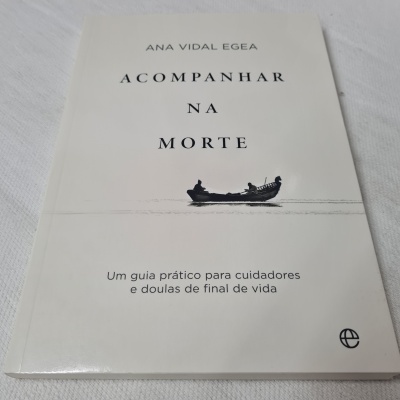 ANA VIDAL EGEA
ACOMPANHAR
NA
MORTE
Um guia prático para cuidadores
e doulas de final de vida